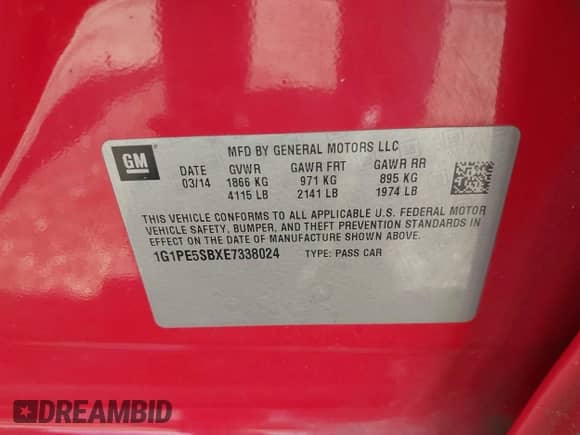 GM
MFD BY GENERAL MOTORS LLC
DATE GVWR GAWR FRT GAWR RR
03/14 1866 KG 971 KG 895 KG
4115 LB 2141 LB 1974 LB
THIS VEHICLE CONFORMS TO ALL APPLICABLE U.S. FEDERAL MOTOR
VEHICLE SAFETY, BUMPER, AND THEFT PREVENTION STANDARDS IN
EFFECT ON THE DATE OF MANUFACTURE SHOWN ABOVE.
1G1PE5SBXE7338024 TYPE: PASS CAR
DREAMBID